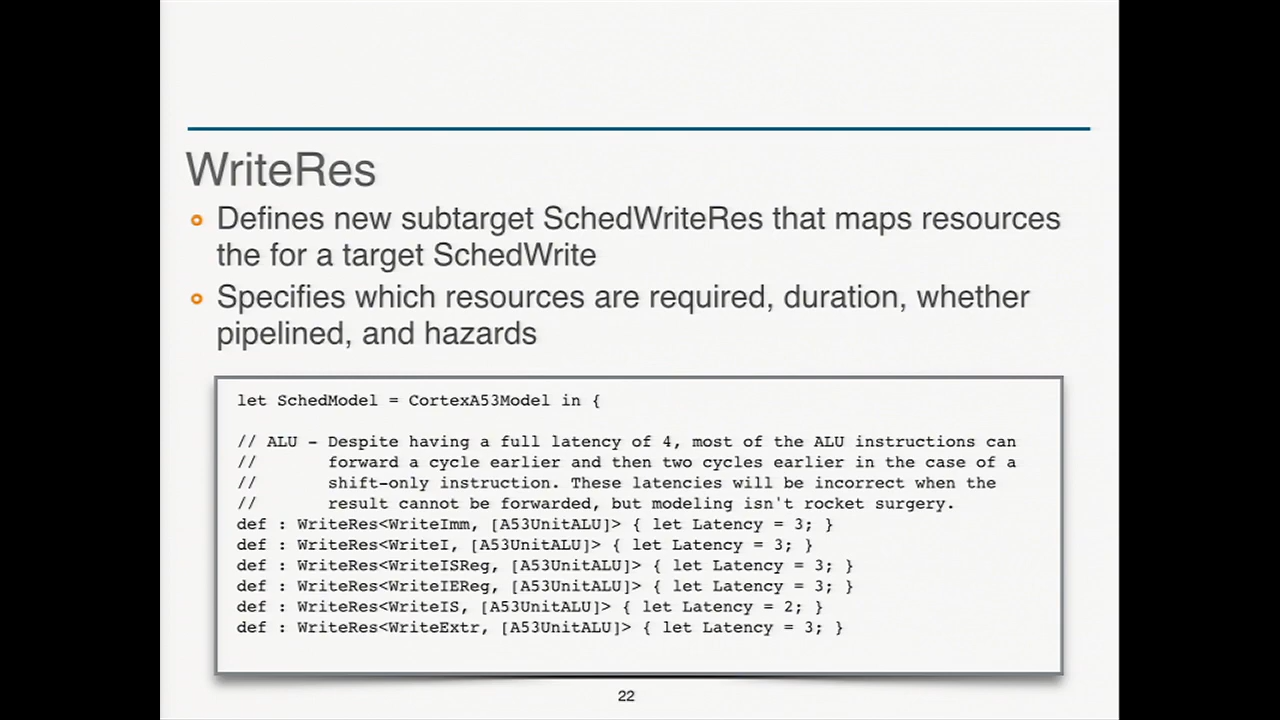 WriteRes
Defines new subtarget SchedWriteRes that maps resources
the for a target SchedWrite
Specifies which resources are required, duration, whether
pipelined, and hazards
let SchedModel = CortexA53Model in {
// ALU - Despite having a full latency of 4, most of the ALU instructions can
//       forward a cycle earlier and then two cycles earlier in the case of a
//       shift-only instruction. These latencies will be incorrect when the
//       result cannot be forwarded, but modeling isn't rocket surgery.
def : WriteRes<WriteImm, [A53UnitALU]> { let Latency = 3; }
def : WriteRes<WriteI, [A53UnitALU]> { let Latency = 3; }
def : WriteRes<WriteISReg, [A53UnitALU]> { let Latency = 3; }
def : WriteRes<WriteIEReg, [A53UnitALU]> { let Latency = 3; }
def : WriteRes<WriteIS, [A53UnitALU]> { let Latency = 2; }
def : WriteRes<WriteExtr, [A53UnitALU]> { let Latency = 3; }
22